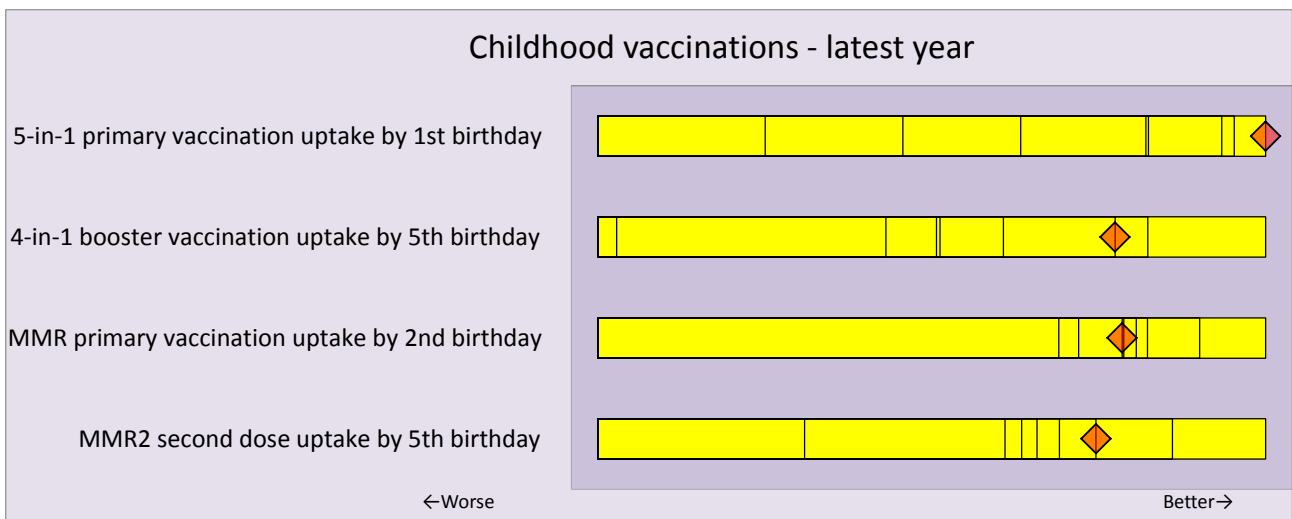 Childhood vaccinations - latest year
5-in-1 primary vaccination uptake by 1st birthday
4-in-1 booster vaccination uptake by 5th birthday
MMR primary vaccination uptake by 2nd birthday
MMR2 second dose uptake by 5th birthday
←Worse Better→